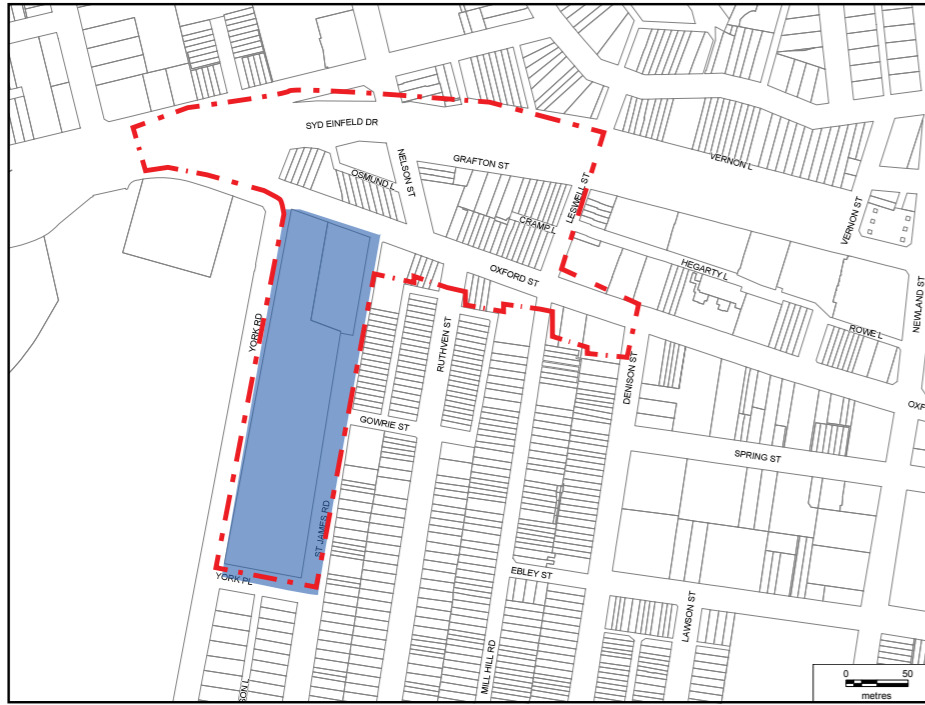 SYD EINFELD DR
NELSON ST
GRAFTON ST
OSMUND L
VERNON L
LESWELL ST
CRAMP L
VERNON ST
OXFORD ST
HEGARTY L
NEWLAND ST
YORK RD
RUTHVEN ST
ROWE L
DENISON ST
OXF
GOWRIE ST
SPRING ST
ST JAMES RD
EBLEY ST
YORK PL
LAWSON ST
MILL HILL RD
SON L
0 50
metres